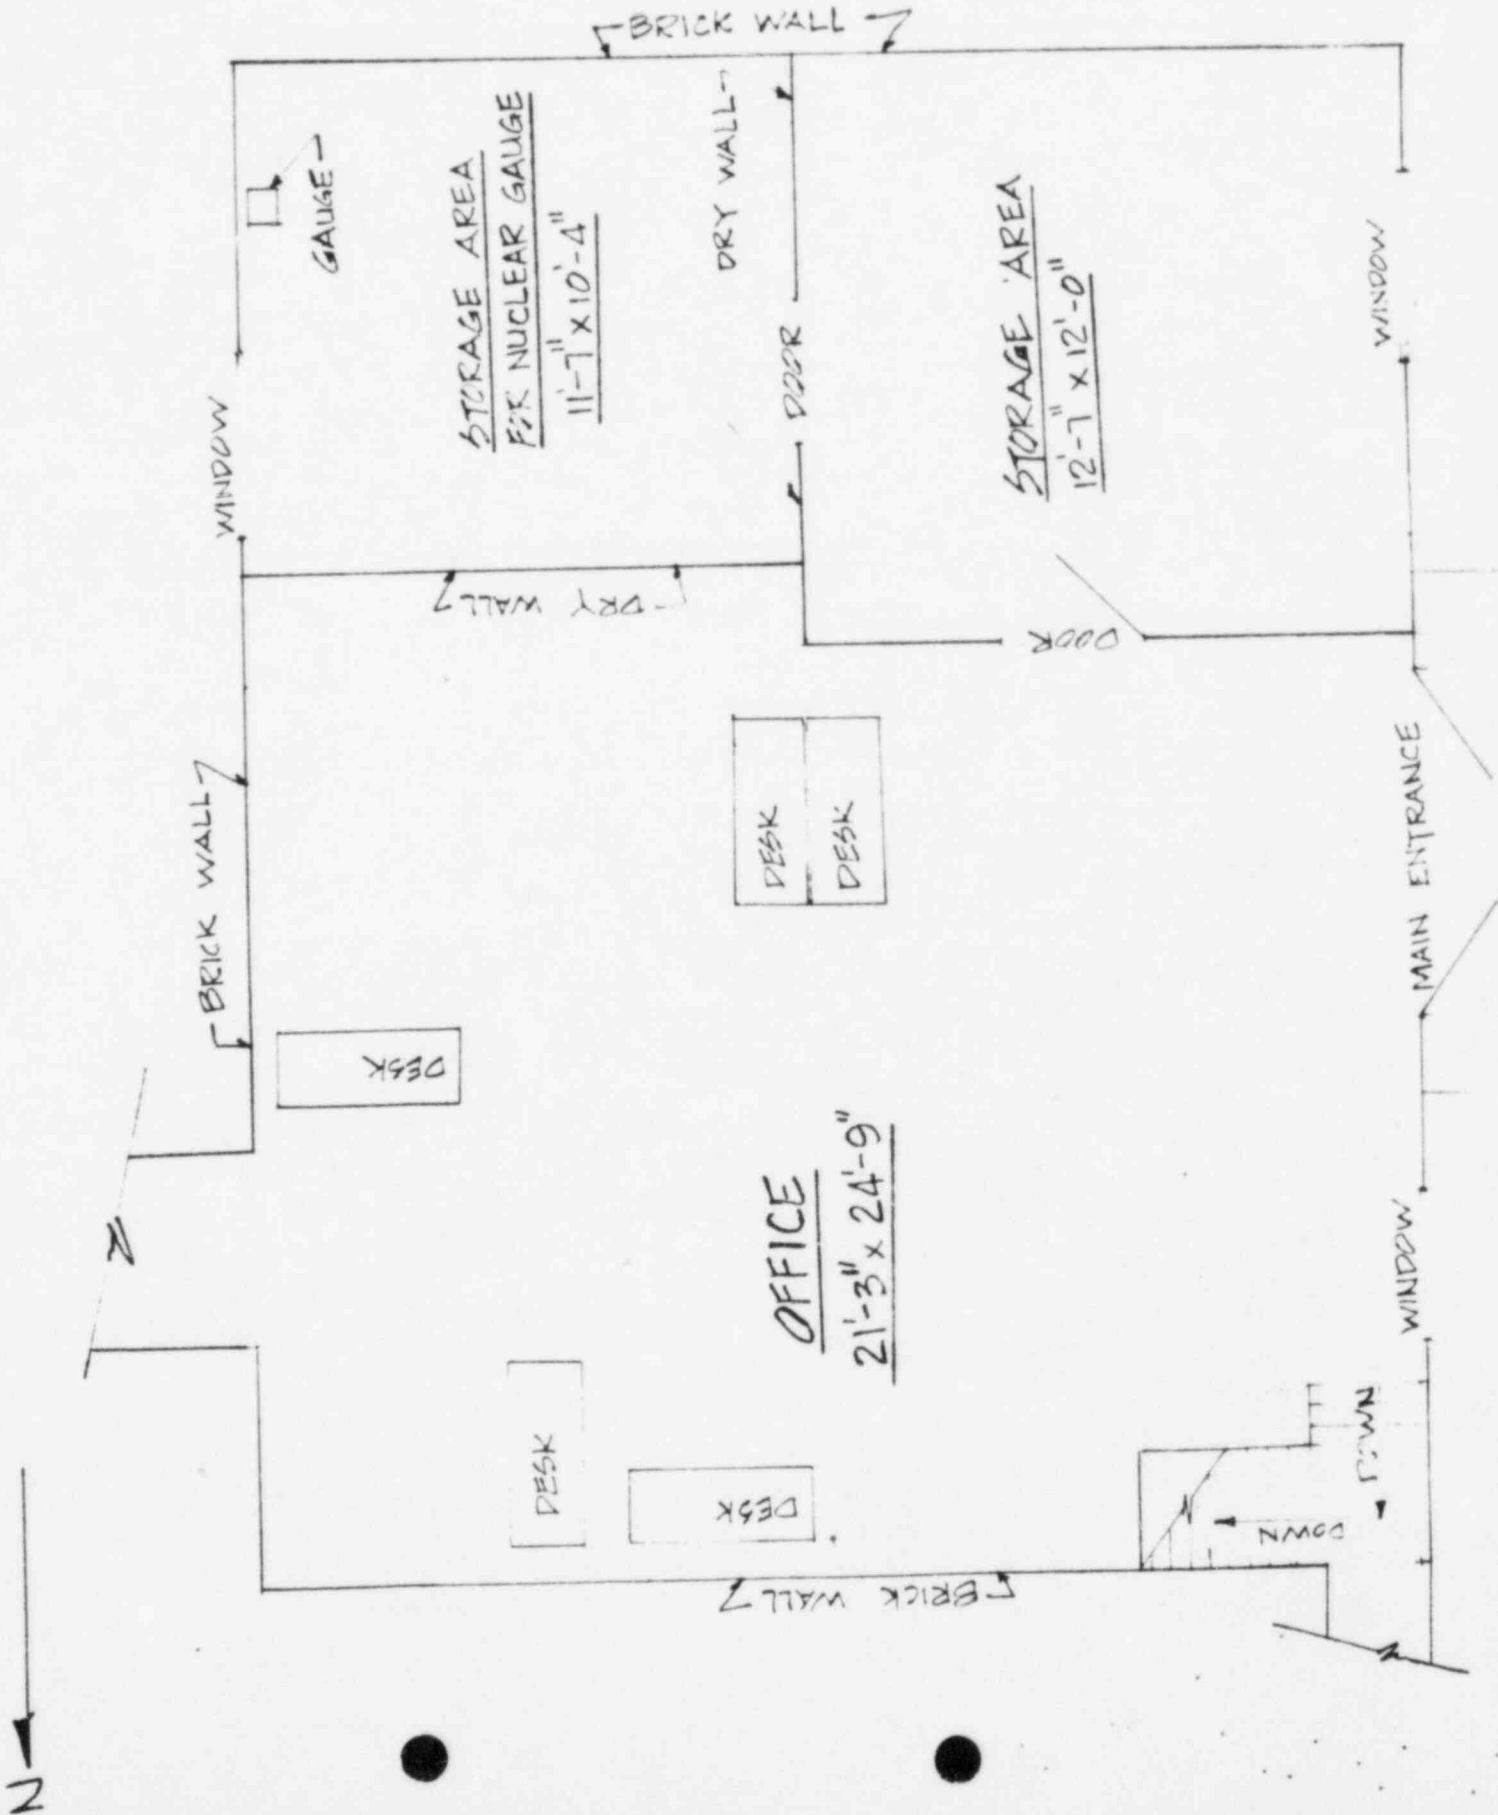 BRICK WALL
GAUGE
STORAGE AREA
FOR NUCLEAR GAUGE
11'-7" x 10'-4"
DRY WALL
STORAGE AREA
12'-7" x 12'-0"
WINDOW
WINDOW
DOOR
DRY WALL
DOOR
BRICK WALL
DESK
DESK
MAIN ENTRANCE
DESK
OFFICE
21'-3" x 24'-9"
WINDOW
DESK
DESK
DOWN
DOWN
BRICK WALL
N